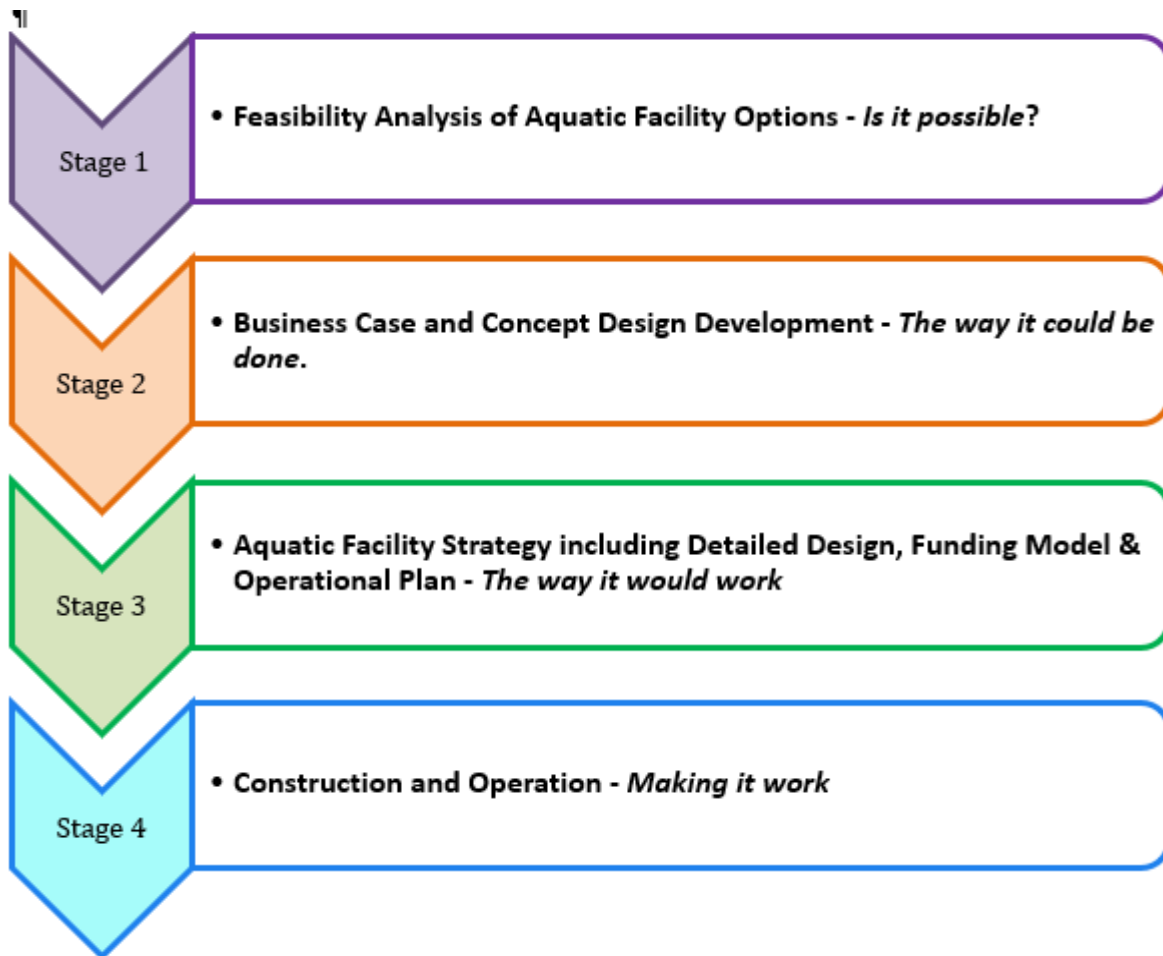 ¶
Stage 1
• Feasibility Analysis of Aquatic Facility Options - Is it possible?
Stage 2
• Business Case and Concept Design Development - The way it could be
done.
Stage 3
• Aquatic Facility Strategy including Detailed Design, Funding Model &
Operational Plan - The way it would work
Stage 4
• Construction and Operation - Making it work